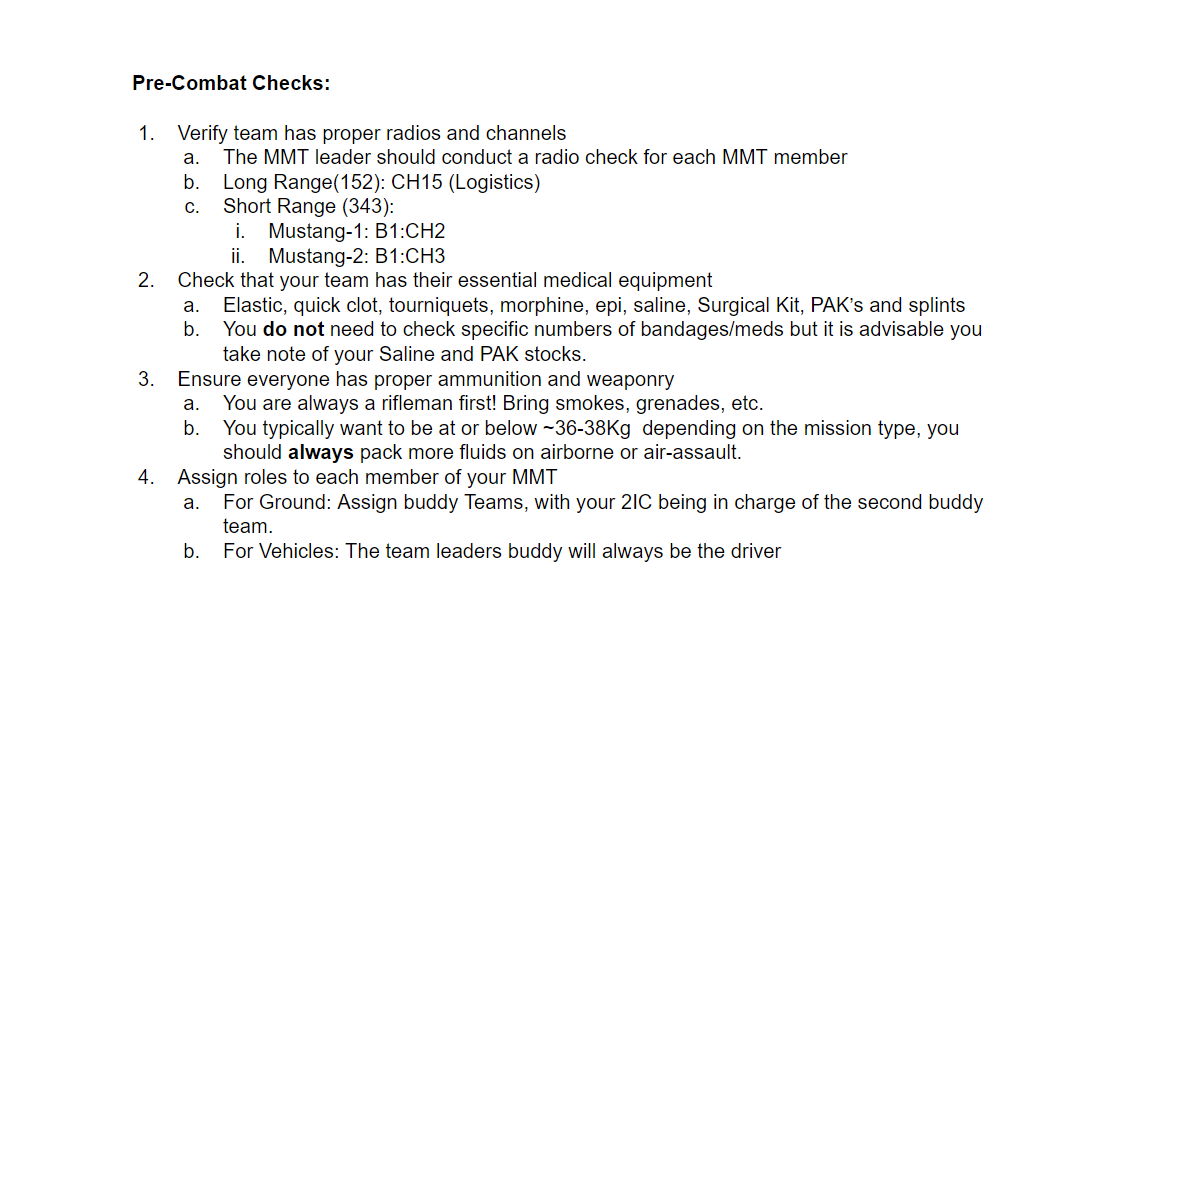 Pre-Combat Checks:
1. Verify team has proper radios and channels
a. The MMT leader should conduct a radio check for each MMT member
b. Long Range(152): CH15 (Logistics)
c. Short Range (343):
i. Mustang-1: B1:CH2
ii. Mustang-2: B1:CH3
2. Check that your team has their essential medical equipment
a. Elastic, quick clot, tourniquets, morphine, epi, saline, Surgical Kit, PAK's and splints
b. You do not need to check specific numbers of bandages/meds but it is advisable you
take note of your Saline and PAK stocks.
3. Ensure everyone has proper ammunition and weaponry
a. You are always a rifleman first! Bring smokes, grenades, etc.
b. You typically want to be at or below ~36-38Kg  depending on the mission type, you
should always pack more fluids on airborne or air-assault.
4. Assign roles to each member of your MMT
a. For Ground: Assign buddy Teams, with your 2IC being in charge of the second buddy
team.
b. For Vehicles: The team leaders buddy will always be the driver